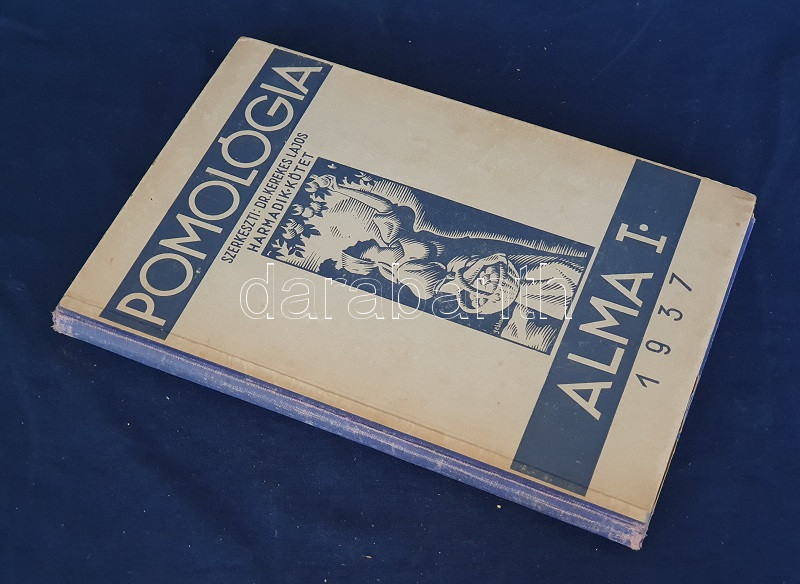 POMOLÓGIA
SZERKESZTI: DR. KEREKES LAJOS
HARMADIK·KÖTET
ALMA I.
1937
darabanth